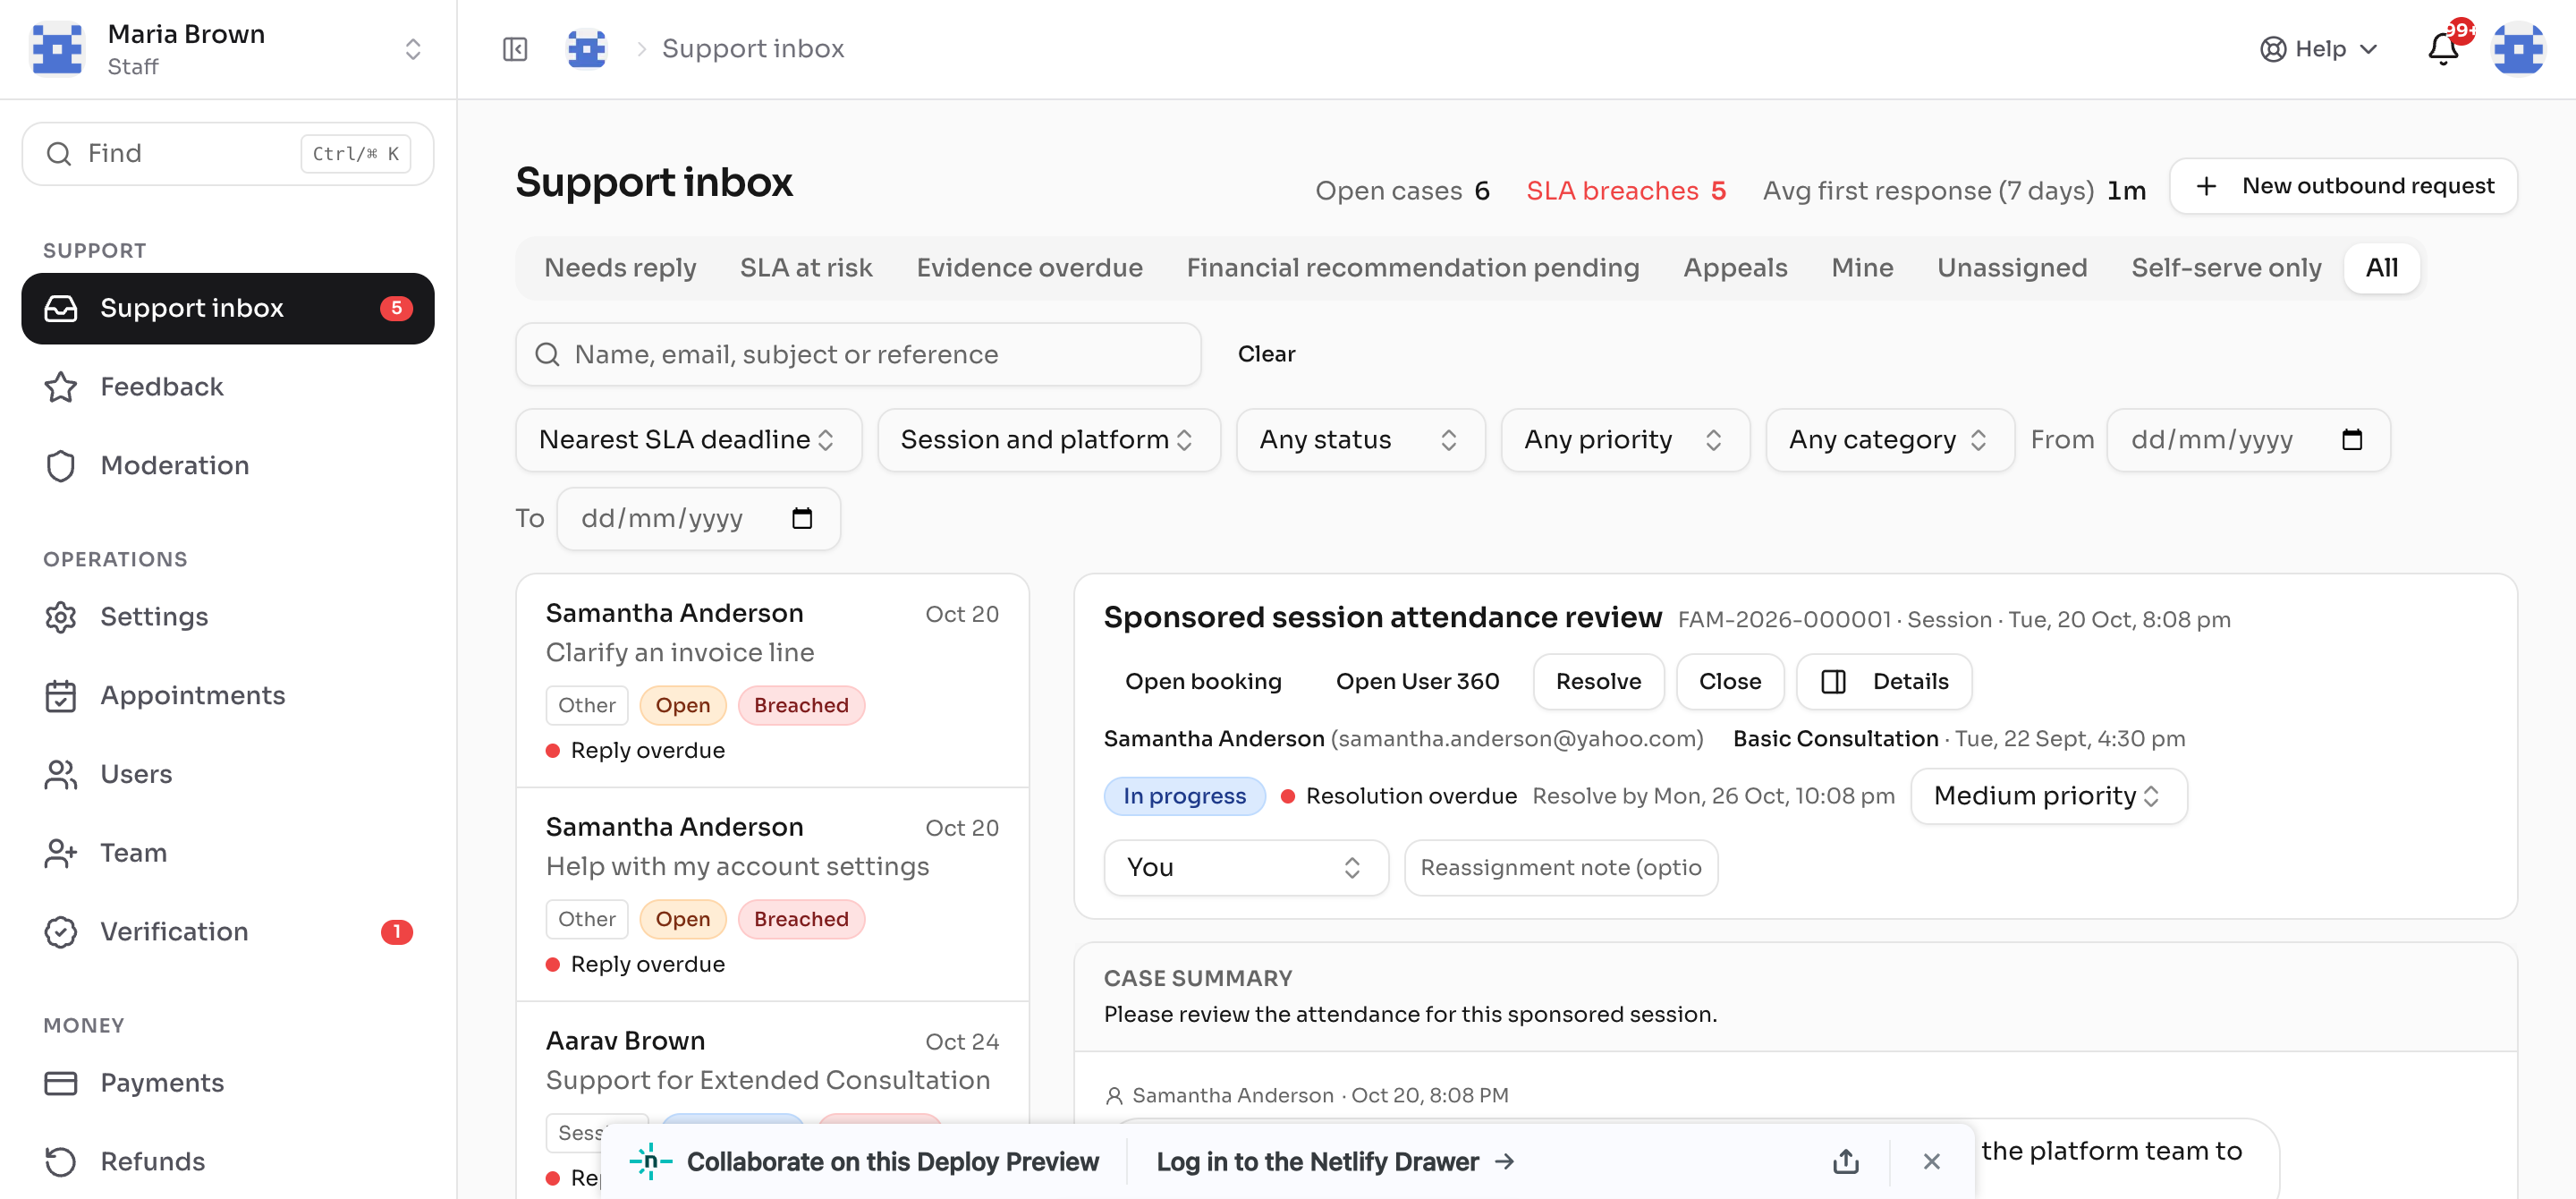 Maria Brown
Staff
Support inbox
Help
99+
Find
Ctrl/⌘ K
SUPPORT
Support inbox 5
Feedback
Moderation
OPERATIONS
Settings
Appointments
Users
Team
Verification 1
MONEY
Payments
Refunds
Support inbox
Open cases 6 SLA breaches 5 Avg first response (7 days) 1m
+ New outbound request
Needs reply SLA at risk Evidence overdue Financial recommendation pending Appeals Mine Unassigned Self-serve only All
Name, email, subject or reference
Clear
Nearest SLA deadline Session and platform Any status Any priority Any category From dd/mm/yyyy
To dd/mm/yyyy
Samantha Anderson Oct 20
Clarify an invoice line
Other Open Breached
Reply overdue
Samantha Anderson Oct 20
Help with my account settings
Other Open Breached
Reply overdue
Aarav Brown Oct 24
Support for Extended Consultation
Sponsored session attendance review FAM-2026-000001 · Session · Tue, 20 Oct, 8:08 pm
Open booking Open User 360 Resolve Close Details
Samantha Anderson (samantha.anderson@yahoo.com) Basic Consultation · Tue, 22 Sept, 4:30 pm
In progress Resolution overdue Resolve by Mon, 26 Oct, 10:08 pm Medium priority
You Reassignment note (optio
CASE SUMMARY
Please review the attendance for this sponsored session.
Samantha Anderson · Oct 20, 8:08 PM
the platform team to
Collaborate on this Deploy Preview Log in to the Netlify Drawer →